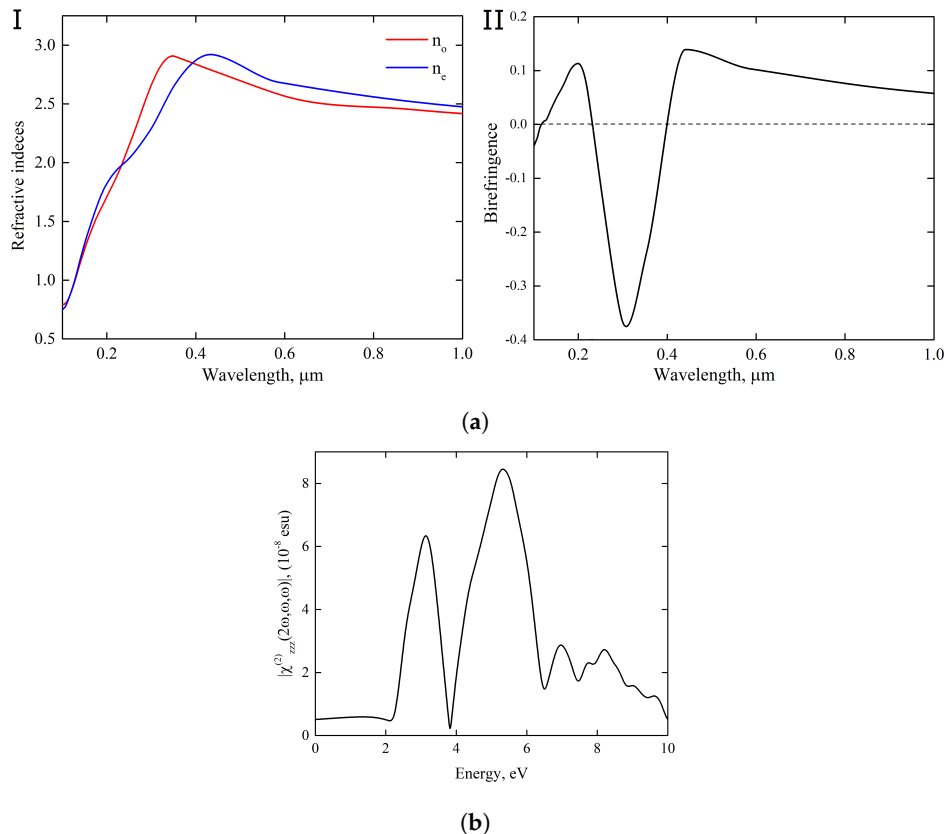 I
II
n_o
n_e
3.0
2.5
2.0
1.5
1.0
0.5
Refractive indeces
0.2 0.4 0.6 0.8 1.0
Wavelength, μm
0.2
0.1
0.0
-0.1
-0.2
-0.3
-0.4
Birefringence
0.2 0.4 0.6 0.8 1.0
Wavelength, μm
(a)
8
6
4
2
0
|χ^(2)_zzz(2ω,ω,ω)|, (10^-8 esu)
0 2 4 6 8 10
Energy, eV
(b)